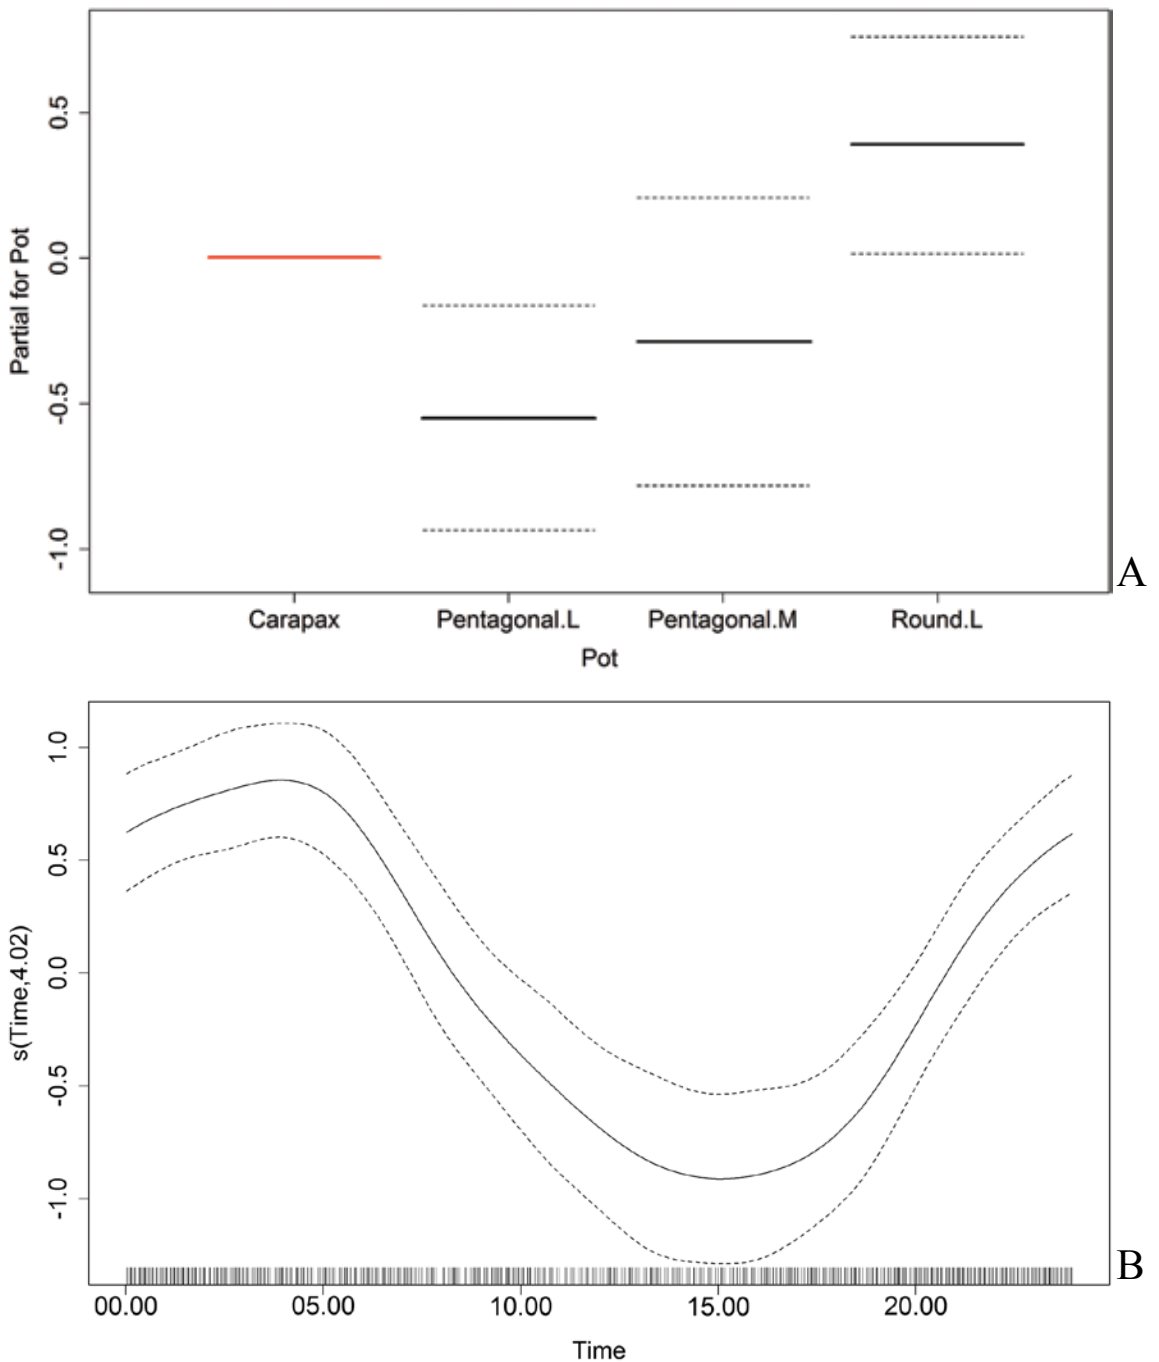 0.5
0.0
-0.5
-1.0
Partial for Pot
Carapax Pentagonal.L Pentagonal.M Round.L
Pot
A
1.0
0.5
0.0
-0.5
-1.0
s(Time,4.02)
00.00 05.00 10.00 15.00 20.00
Time
B